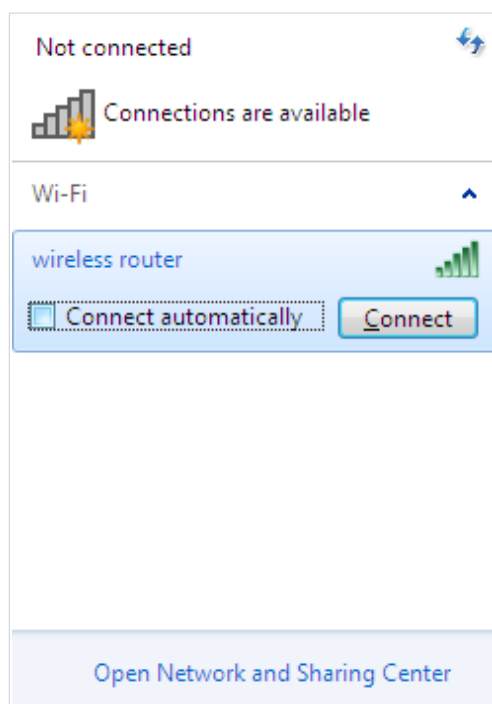 Not connected
Connections are available
Wi-Fi
wireless router
Connect automatically Connect
Open Network and Sharing Center